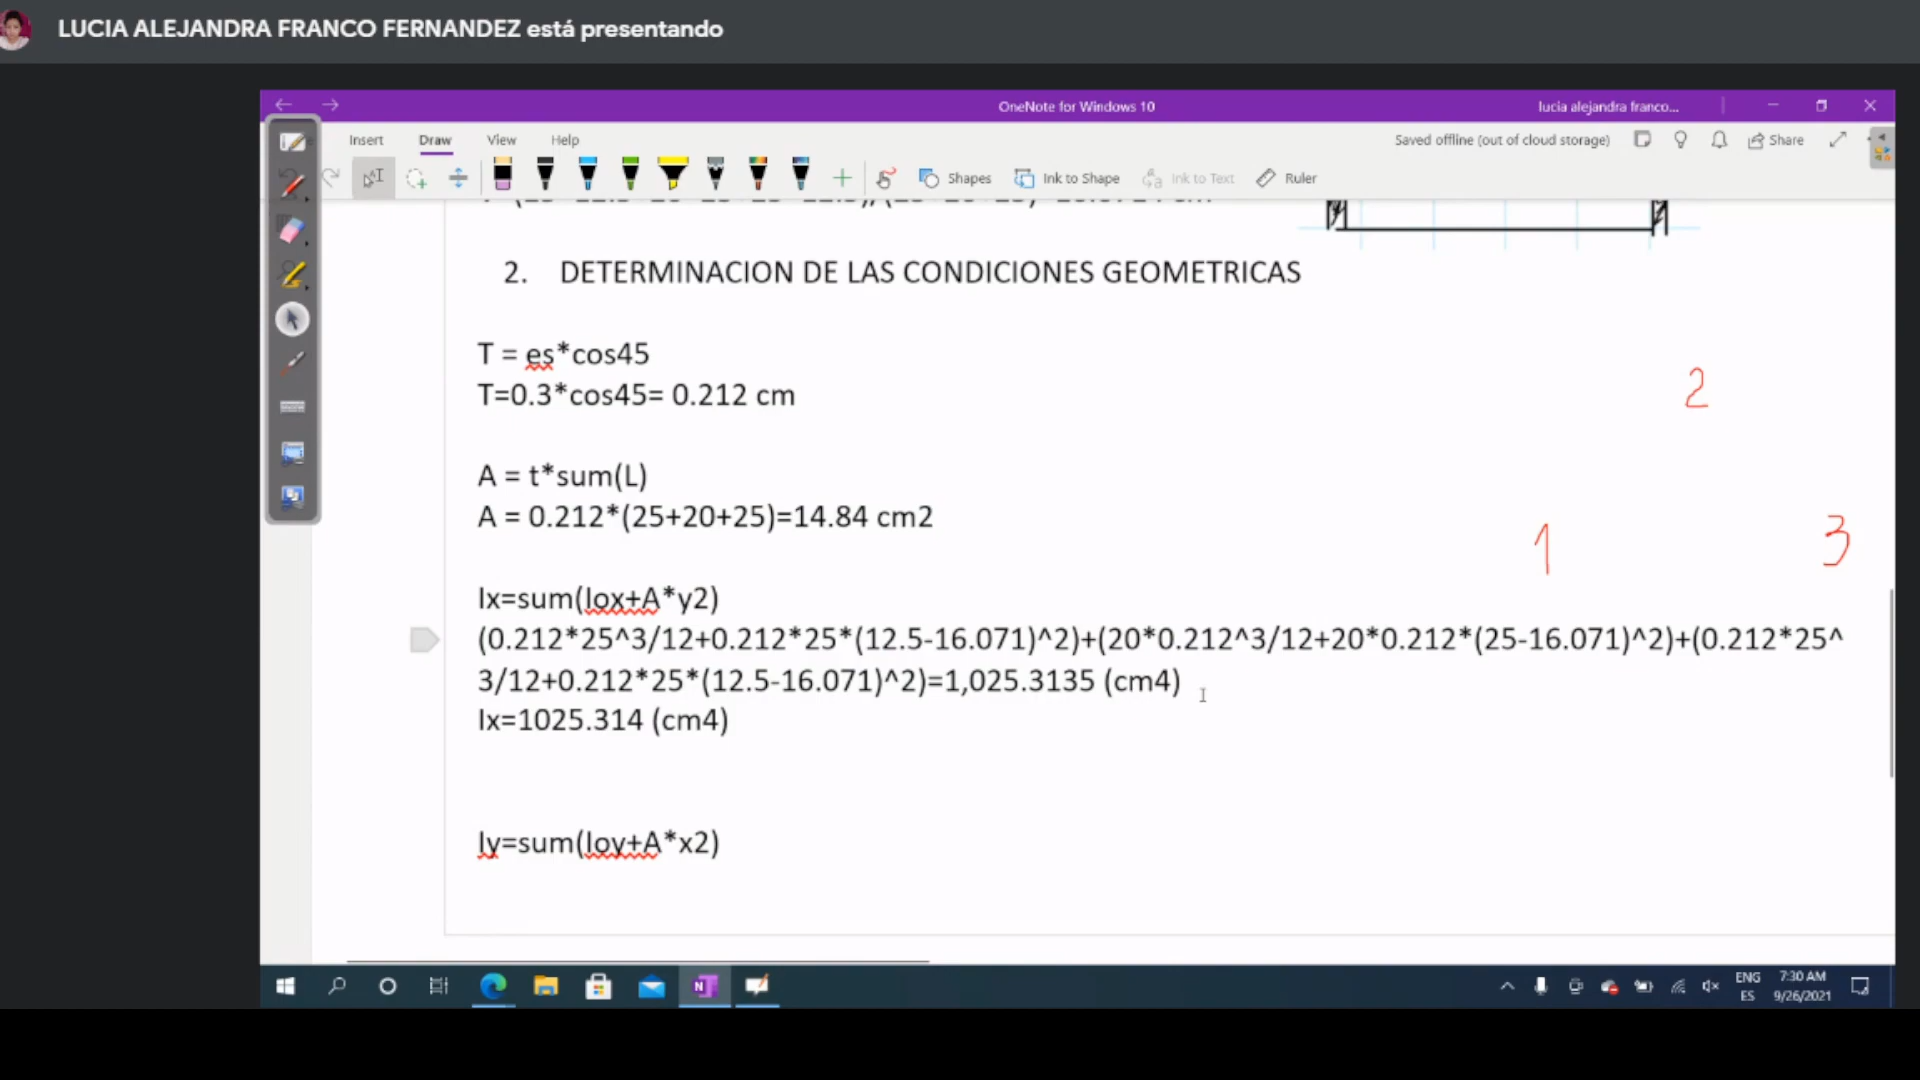 LUCIA ALEJANDRA FRANCO FERNANDEZ está presentando
OneNote for Windows 10
lucia alejandra franco...
Insert Draw View Help
Saved offline (out of cloud storage)
Share
Shapes
Ink to Shape
Ink to Text
Ruler
2. DETERMINACION DE LAS CONDICIONES GEOMETRICAS
T = es*cos45
T=0.3*cos45= 0.212 cm
2
A = t*sum(L)
A = 0.212*(25+20+25)=14.84 cm2
1
3
Ix=sum(Iox+A*y2)
(0.212*25^3/12+0.212*25*(12.5-16.071)^2)+(20*0.212^3/12+20*0.212*(25-16.071)^2)+(0.212*25^
3/12+0.212*25*(12.5-16.071)^2)=1,025.3135 (cm4)
Ix=1025.314 (cm4)
Iy=sum(Ioy+A*x2)
ENG
ES
7:30 AM
9/26/2021